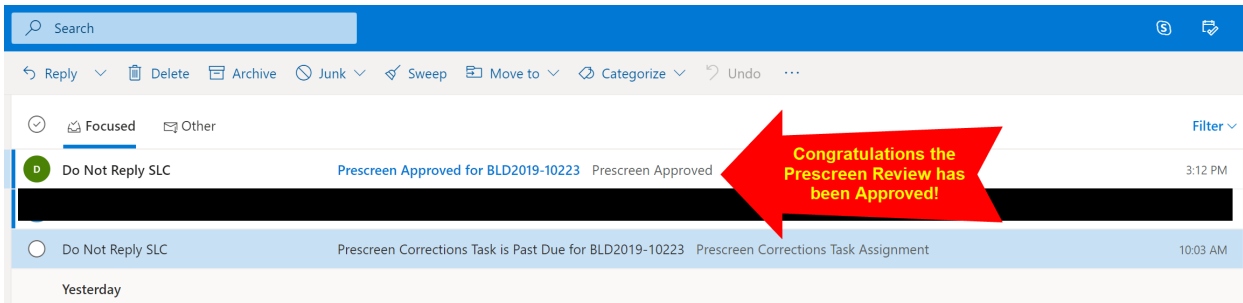 Search
Reply Delete Archive Junk Sweep Move to Categorize Undo ...
Focused Other Filter
D Do Not Reply SLC Prescreen Approved for BLD2019-10223 Prescreen Approved 3:12 PM
Congratulations the
Prescreen Review has
been Approved!
Do Not Reply SLC Prescreen Corrections Task is Past Due for BLD2019-10223 Prescreen Corrections Task Assignment 10:03 AM
Yesterday